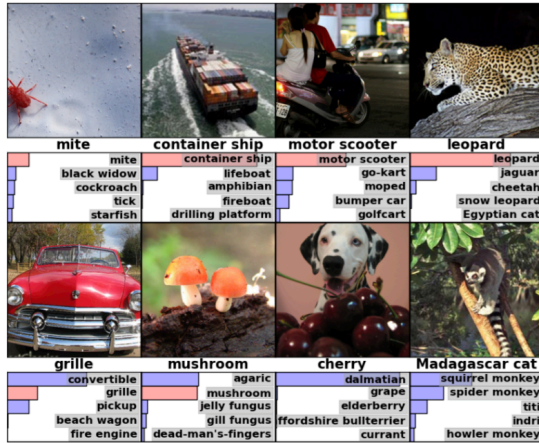 mite
container ship
motor scooter
leopard
mite
black widow
cockroach
tick
starfish
container ship
lifeboat
amphibian
fireboat
drilling platform
motor scooter
go-kart
moped
bumper car
golfcart
leopard
jaguar
cheetah
snow leopard
Egyptian cat
grille
mushroom
cherry
Madagascar cat
convertible
grille
pickup
beach wagon
fire engine
agaric
mushroom
jelly fungus
gill fungus
dead-man's-fingers
dalmatian
grape
elderberry
ffordshire bullterrier
currant
squirrel monkey
spider monkey
titi
indri
howler monkey